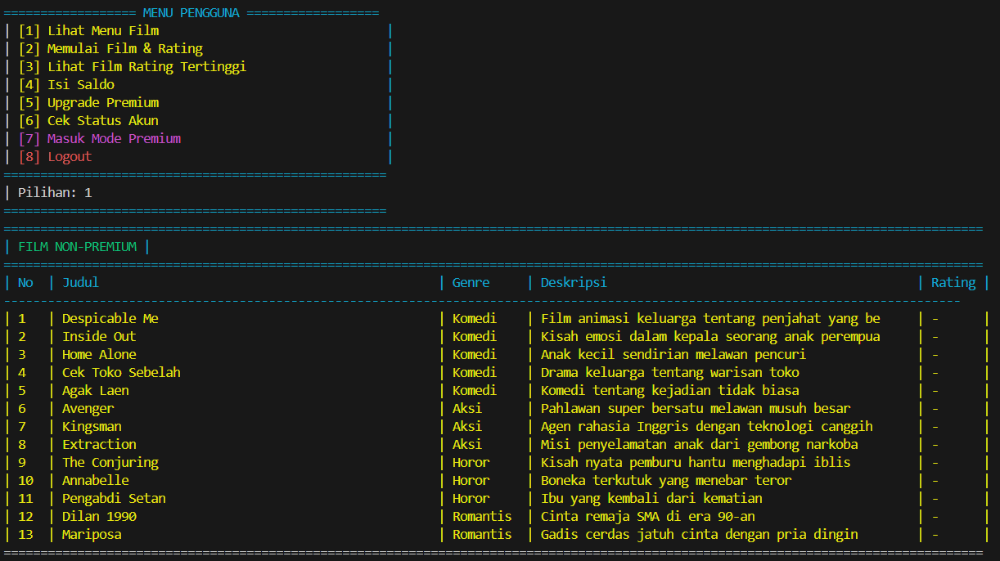 ================== MENU PENGGUNA ==================
| [1] Lihat Menu Film                               |
| [2] Memulai Film & Rating                         |
| [3] Lihat Film Rating Tertinggi                   |
| [4] Isi Saldo                                     |
| [5] Upgrade Premium                               |
| [6] Cek Status Akun                               |
| [7] Masuk Mode Premium                            |
| [8] Logout                                        |
====================================================
| Pilihan: 1
====================================================
=====================================================================================================================================
| FILM NON-PREMIUM |
=====================================================================================================================================
| No  | Judul                                              | Genre     | Deskripsi                                          | Rating |
----------------------------------------------------------------------------------------------------------------------------------
| 1   | Despicable Me                                      | Komedi    | Film animasi keluarga tentang penjahat yang be     | -      |
| 2   | Inside Out                                         | Komedi    | Kisah emosi dalam kepala seorang anak perempua     | -      |
| 3   | Home Alone                                         | Komedi    | Anak kecil sendirian melawan pencuri               | -      |
| 4   | Cek Toko Sebelah                                   | Komedi    | Drama keluarga tentang warisan toko                | -      |
| 5   | Agak Laen                                          | Komedi    | Komedi tentang kejadian tidak biasa                | -      |
| 6   | Avenger                                            | Aksi      | Pahlawan super bersatu melawan musuh besar         | -      |
| 7   | Kingsman                                           | Aksi      | Agen rahasia Inggris dengan teknologi canggih      | -      |
| 8   | Extraction                                         | Aksi      | Misi penyelamatan anak dari gembong narkoba        | -      |
| 9   | The Conjuring                                      | Horor     | Kisah nyata pemburu hantu menghadapi iblis         | -      |
| 10  | Annabelle                                          | Horor     | Boneka terkutuk yang menebar teror                 | -      |
| 11  | Pengabdi Setan                                     | Horor     | Ibu yang kembali dari kematian                     | -      |
| 12  | Dilan 1990                                         | Romantis  | Cinta remaja SMA di era 90-an                      | -      |
| 13  | Mariposa                                           | Romantis  | Gadis cerdas jatuh cinta dengan pria dingin        | -      |
=====================================================================================================================================